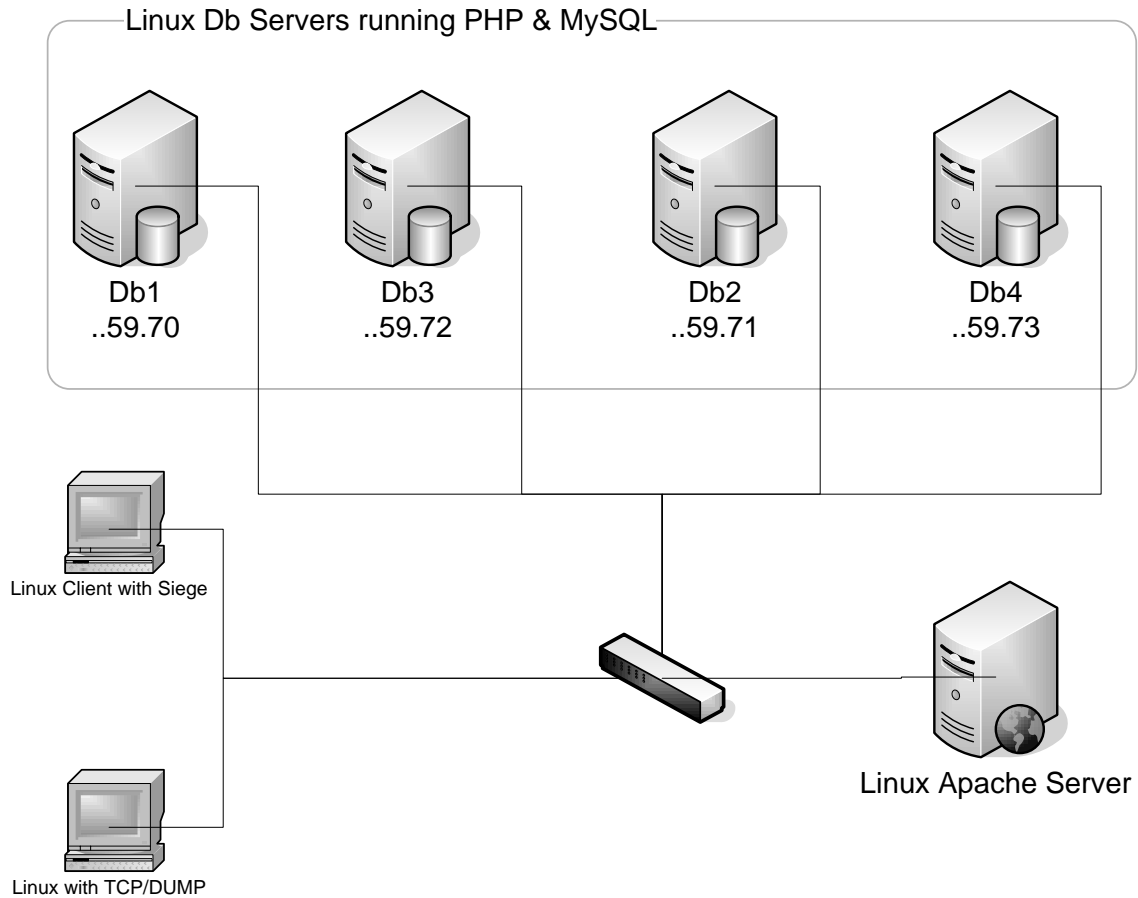 Linux Db Servers running PHP & MySQL
Db1
..59.70
Db3
..59.72
Db2
..59.71
Db4
..59.73
Linux Client with Siege
Linux Apache Server
Linux with TCP/DUMP